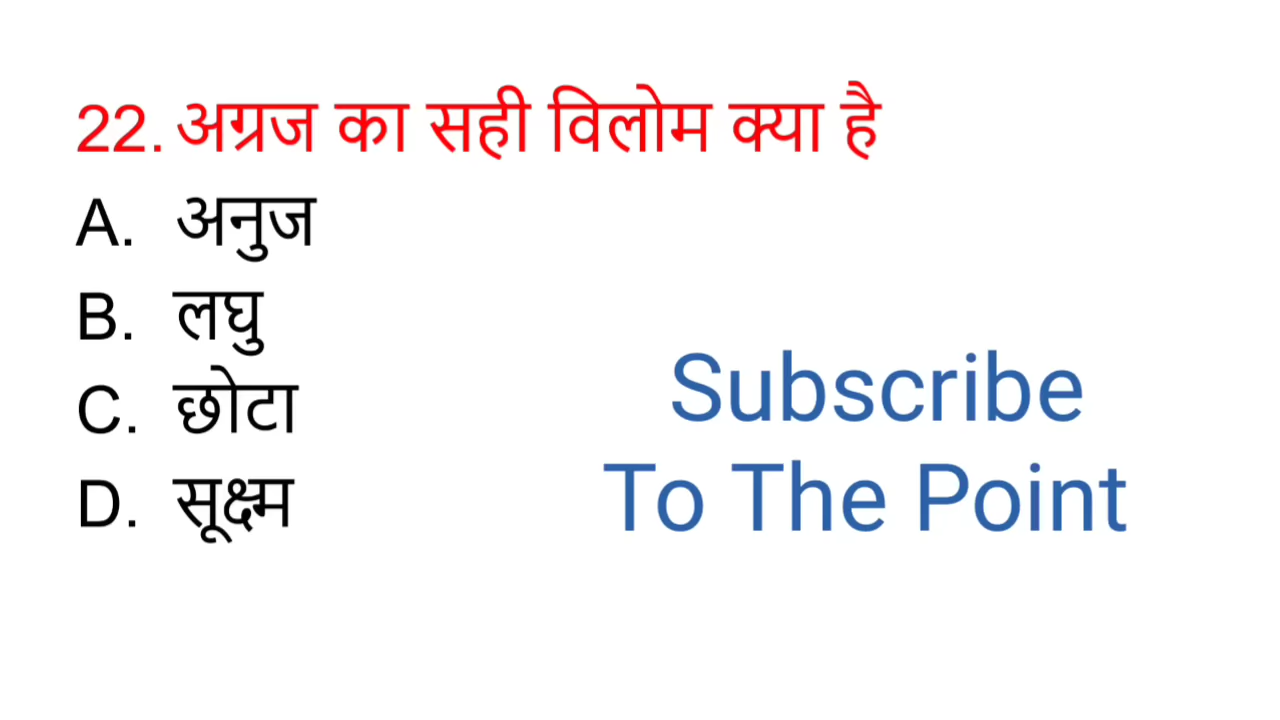 22. अग्रज का सही विलोम क्या है
A. अनुज
B. लघु
C. छोटा
D. सूक्ष्म
Subscribe
To The Point